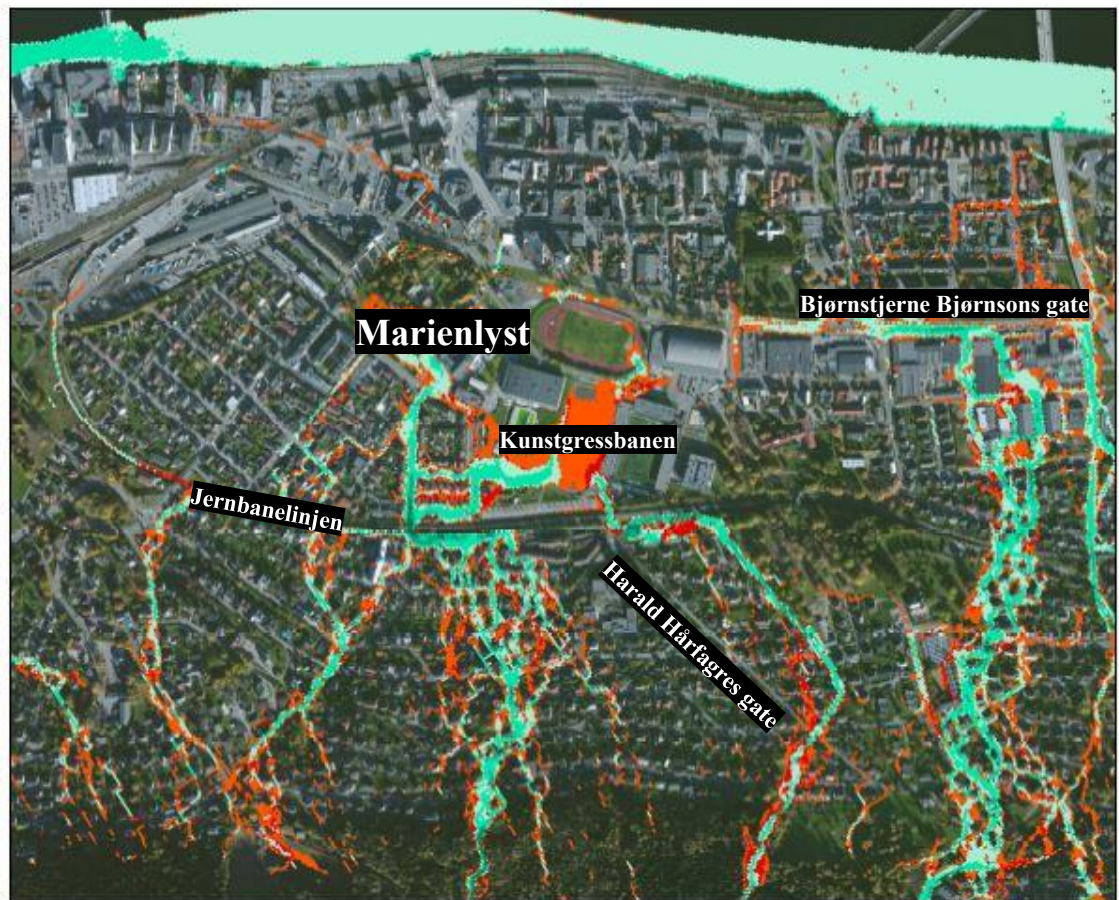 Bjørnstjerne Bjørnsons gate
Marienlyst
Kunstgressbanen
Jernbanelinjen
Harald Hårfagres gate